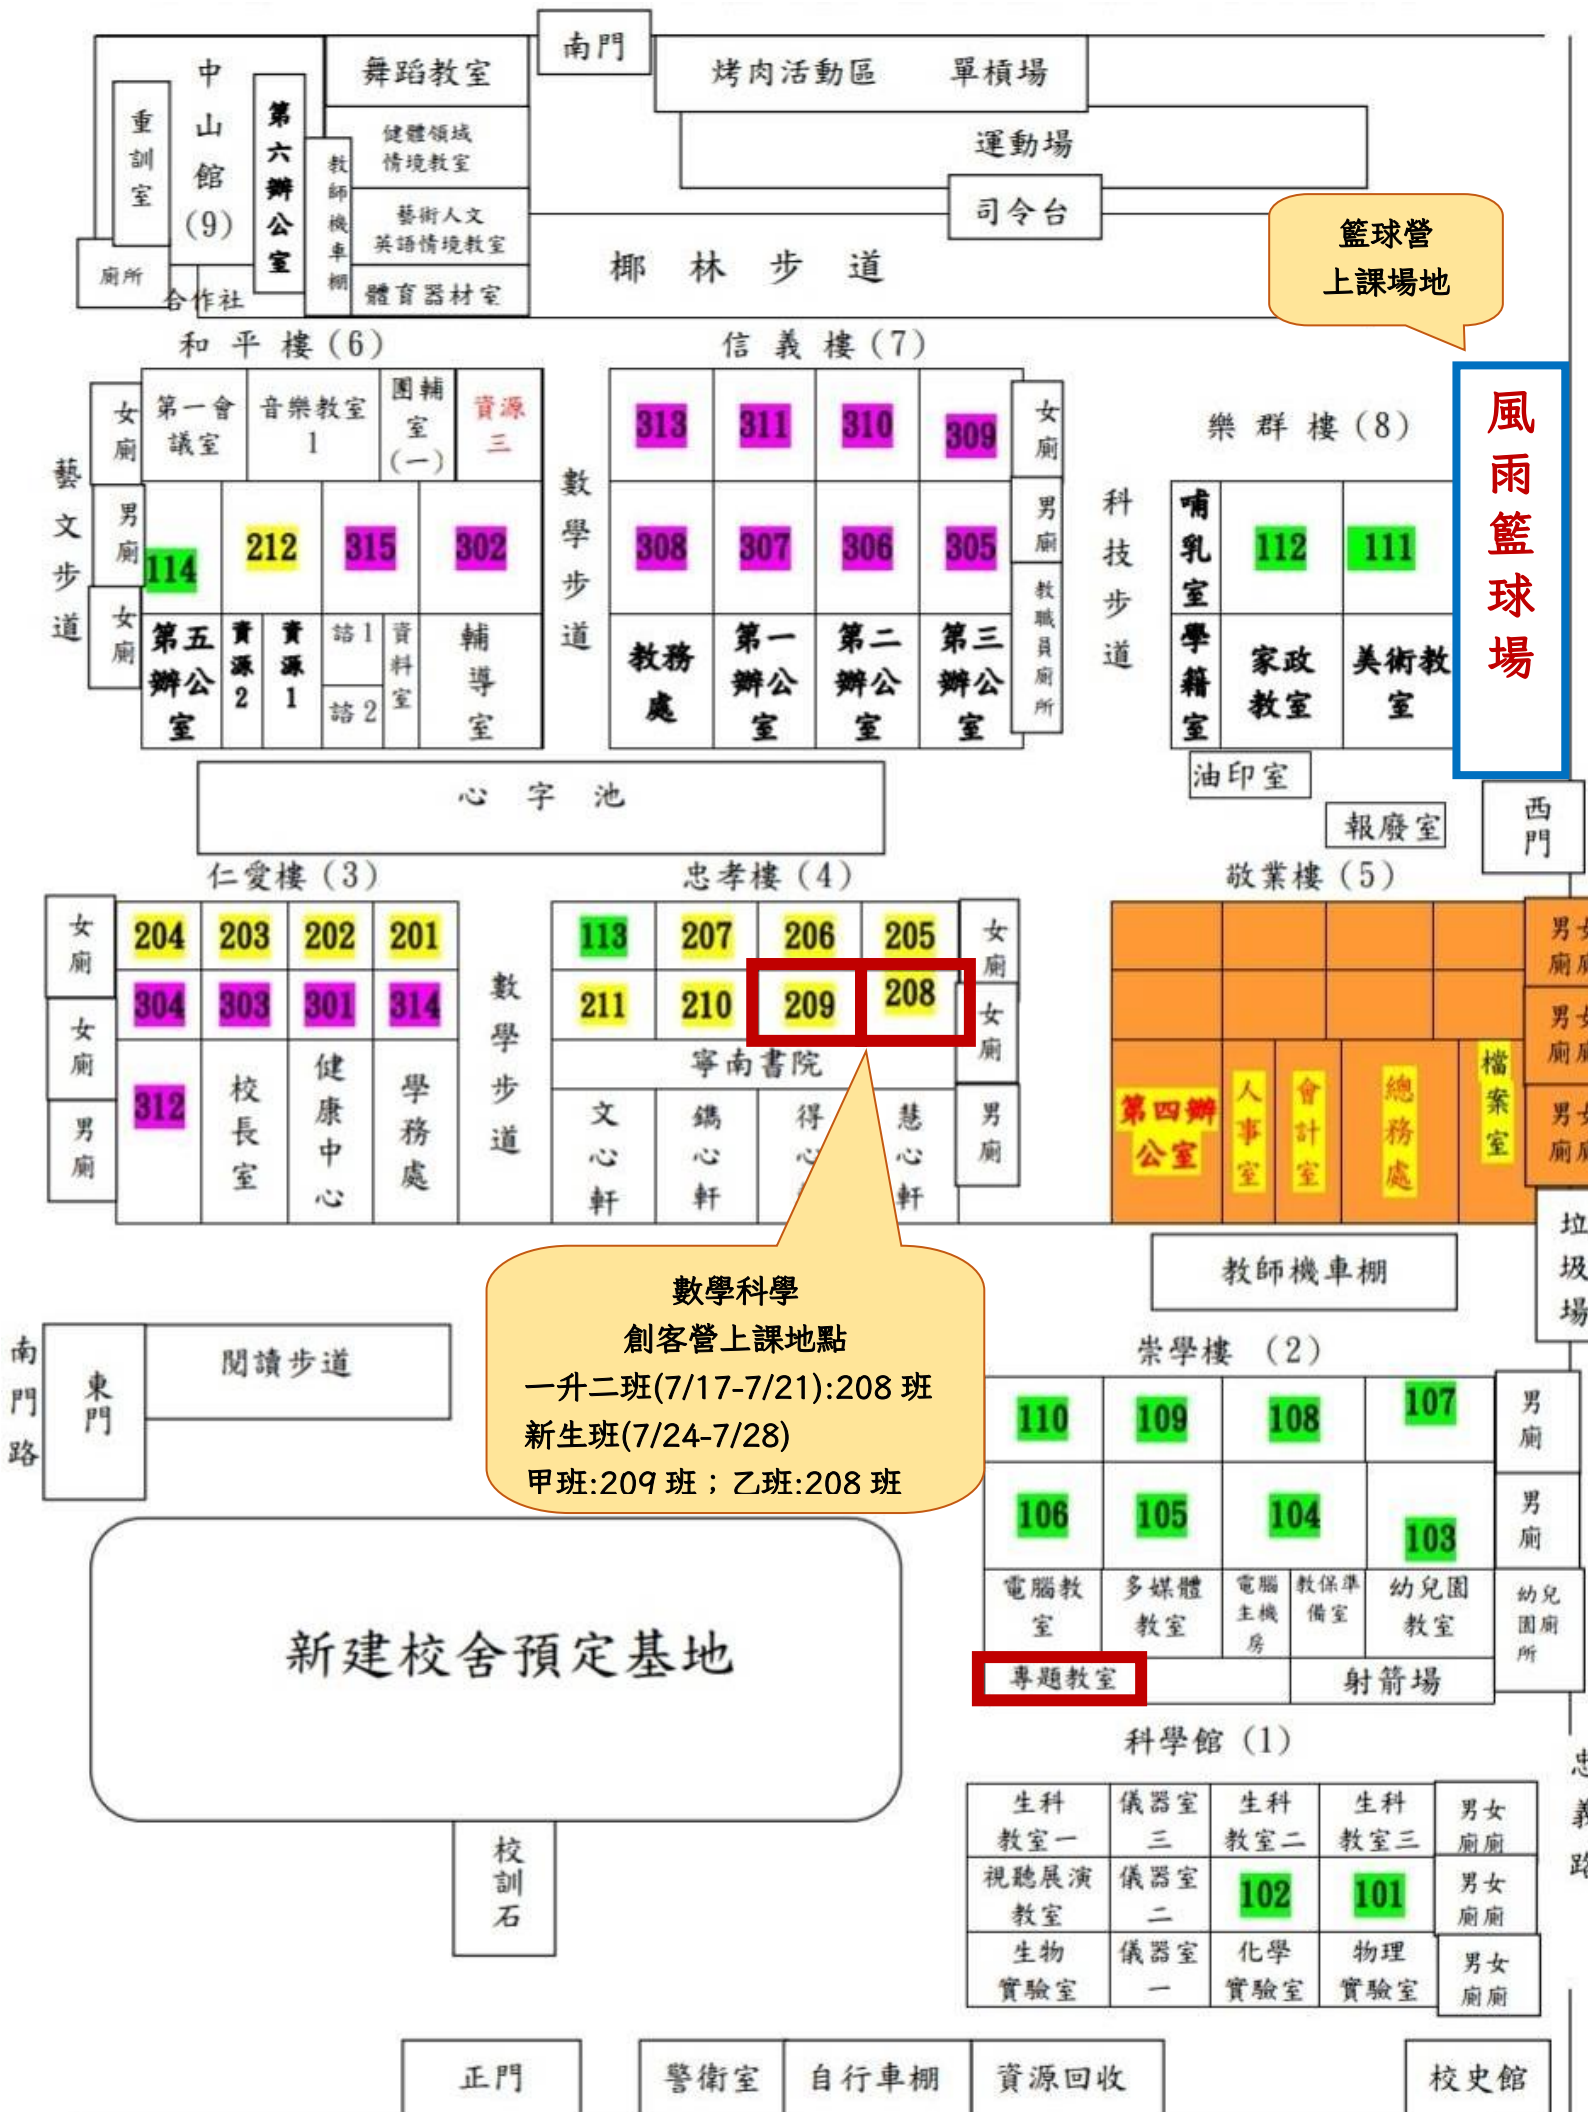 南門
中山館(9)
重訓室
第六辦公室
廁所
合作社
教師機車棚
舞蹈教室
健體領域
情境教室
藝術人文
英語情境教室
體育器材室
烤肉活動區 單槓場
運動場
司令台
椰林步道
籃球營
上課場地
風雨籃球場
和平樓(6)
藝文步道
女廁
男廁
女廁
第一會
議室
音樂教室
1
團輔
室
(一)
資源
三
114
212
315
302
第五
辦公
室
資源2
資源1
諮1
諮2
資料室
輔導室
數學步道
信義樓(7)
313
311
310
309
308
307
306
305
教務
處
第一
辦公
室
第二
辦公
室
第三
辦公
室
女廁
男廁
教職員廁所
科技步道
樂群樓(8)
哺乳室
112
111
學籍室
家政
教室
美術教
室
油印室
報廢室
西門
心字池
仁愛樓(3)
女廁
女廁
男廁
204
203
202
201
304
303
301
314
312
校長室
健康中心
學務處
數學步道
忠孝樓(4)
113
207
206
205
211
210
209
208
寧南書院
文心軒
鐫心軒
得心
慧心軒
女廁
女廁
男廁
敬業樓(5)
第四辦
公室
人事室
會計室
總務處
檔案室
男女
廁廁
男女
廁廁
男女
廁廁
垃圾場
教師機車棚
數學科學
創客營上課地點
一升二班(7/17-7/21):208 班
新生班(7/24-7/28)
甲班:209 班;乙班:208 班
南門路
東門
閱讀步道
崇學樓 (2)
110
109
108
107
106
105
104
103
電腦教
室
多媒體
教室
電腦
主機
房
教保準
備室
幼兒園
教室
專題教室
射箭場
男廁
男廁
幼兒
園廁
所
新建校舍預定基地
校訓石
科學館(1)
生科
教室一
儀器室
三
生科
教室二
生科
教室三
男女
廁廁
視聽展演
教室
儀器室
二
102
101
男女
廁廁
生物
實驗室
儀器室
一
化學
實驗室
物理
實驗室
男女
廁廁
忠義路
正門
警衛室
自行車棚
資源回收
校史館